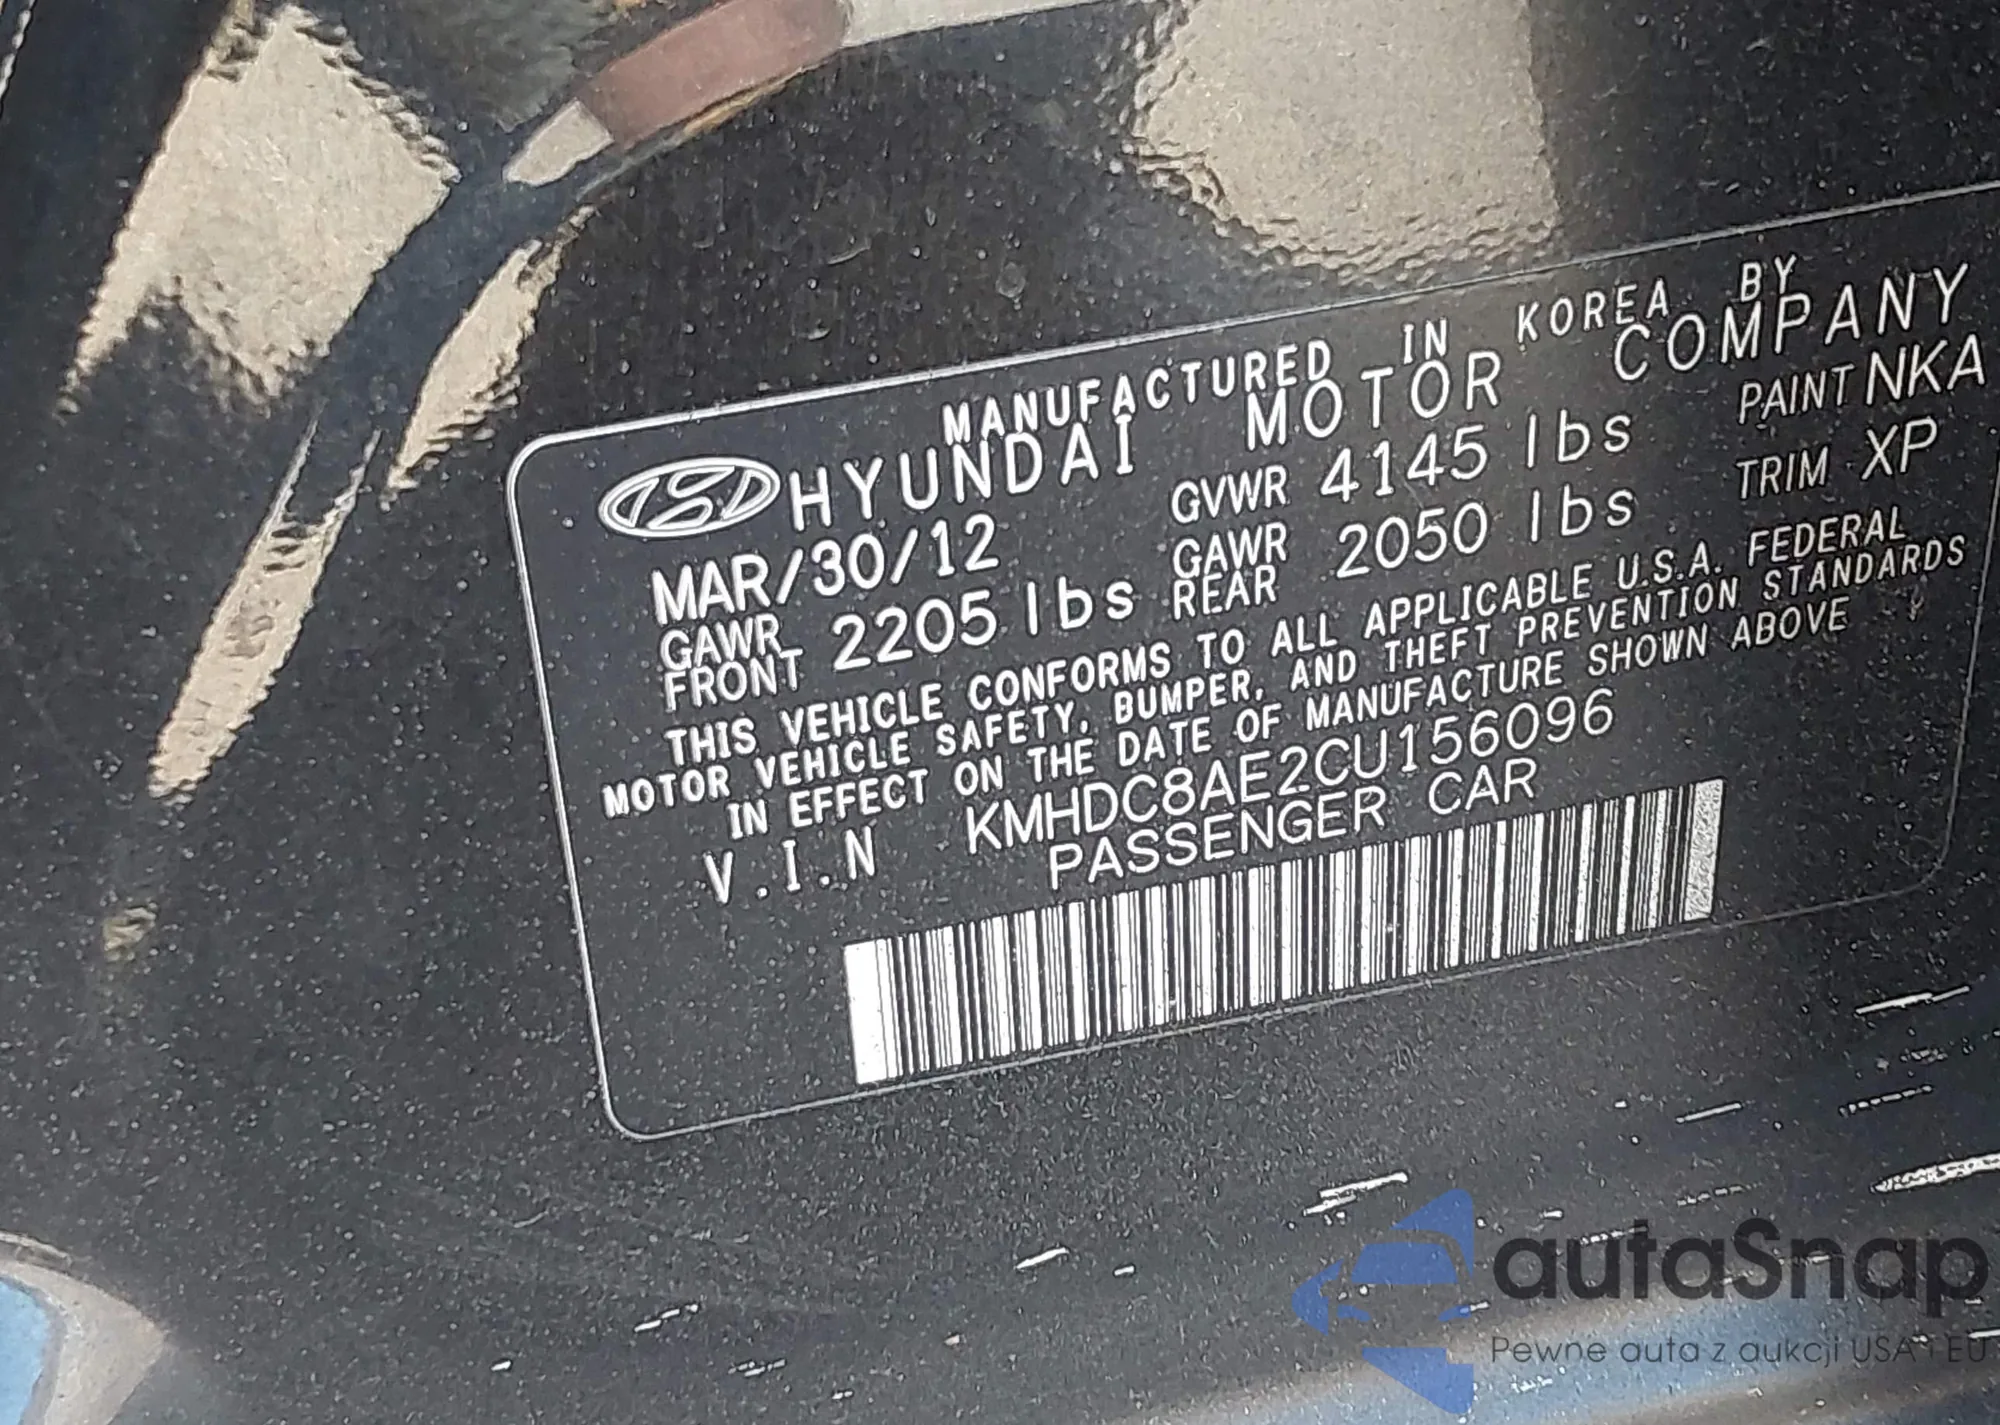 MANUFACTURED IN KOREA BY
HYUNDAI MOTOR COMPANY
MAR/30/12 GVWR 4145 lbs PAINT NKA
GAWR FRONT 2205 lbs GAWR REAR 2050 lbs TRIM XP
THIS VEHICLE CONFORMS TO ALL APPLICABLE U.S.A. FEDERAL
MOTOR VEHICLE SAFETY, BUMPER, AND THEFT PREVENTION STANDARDS
IN EFFECT ON THE DATE OF MANUFACTURE SHOWN ABOVE
V.I.N KMHDC8AE2CU156096
PASSENGER CAR
autaSnap
Pewne auta z aukcji USA i EU